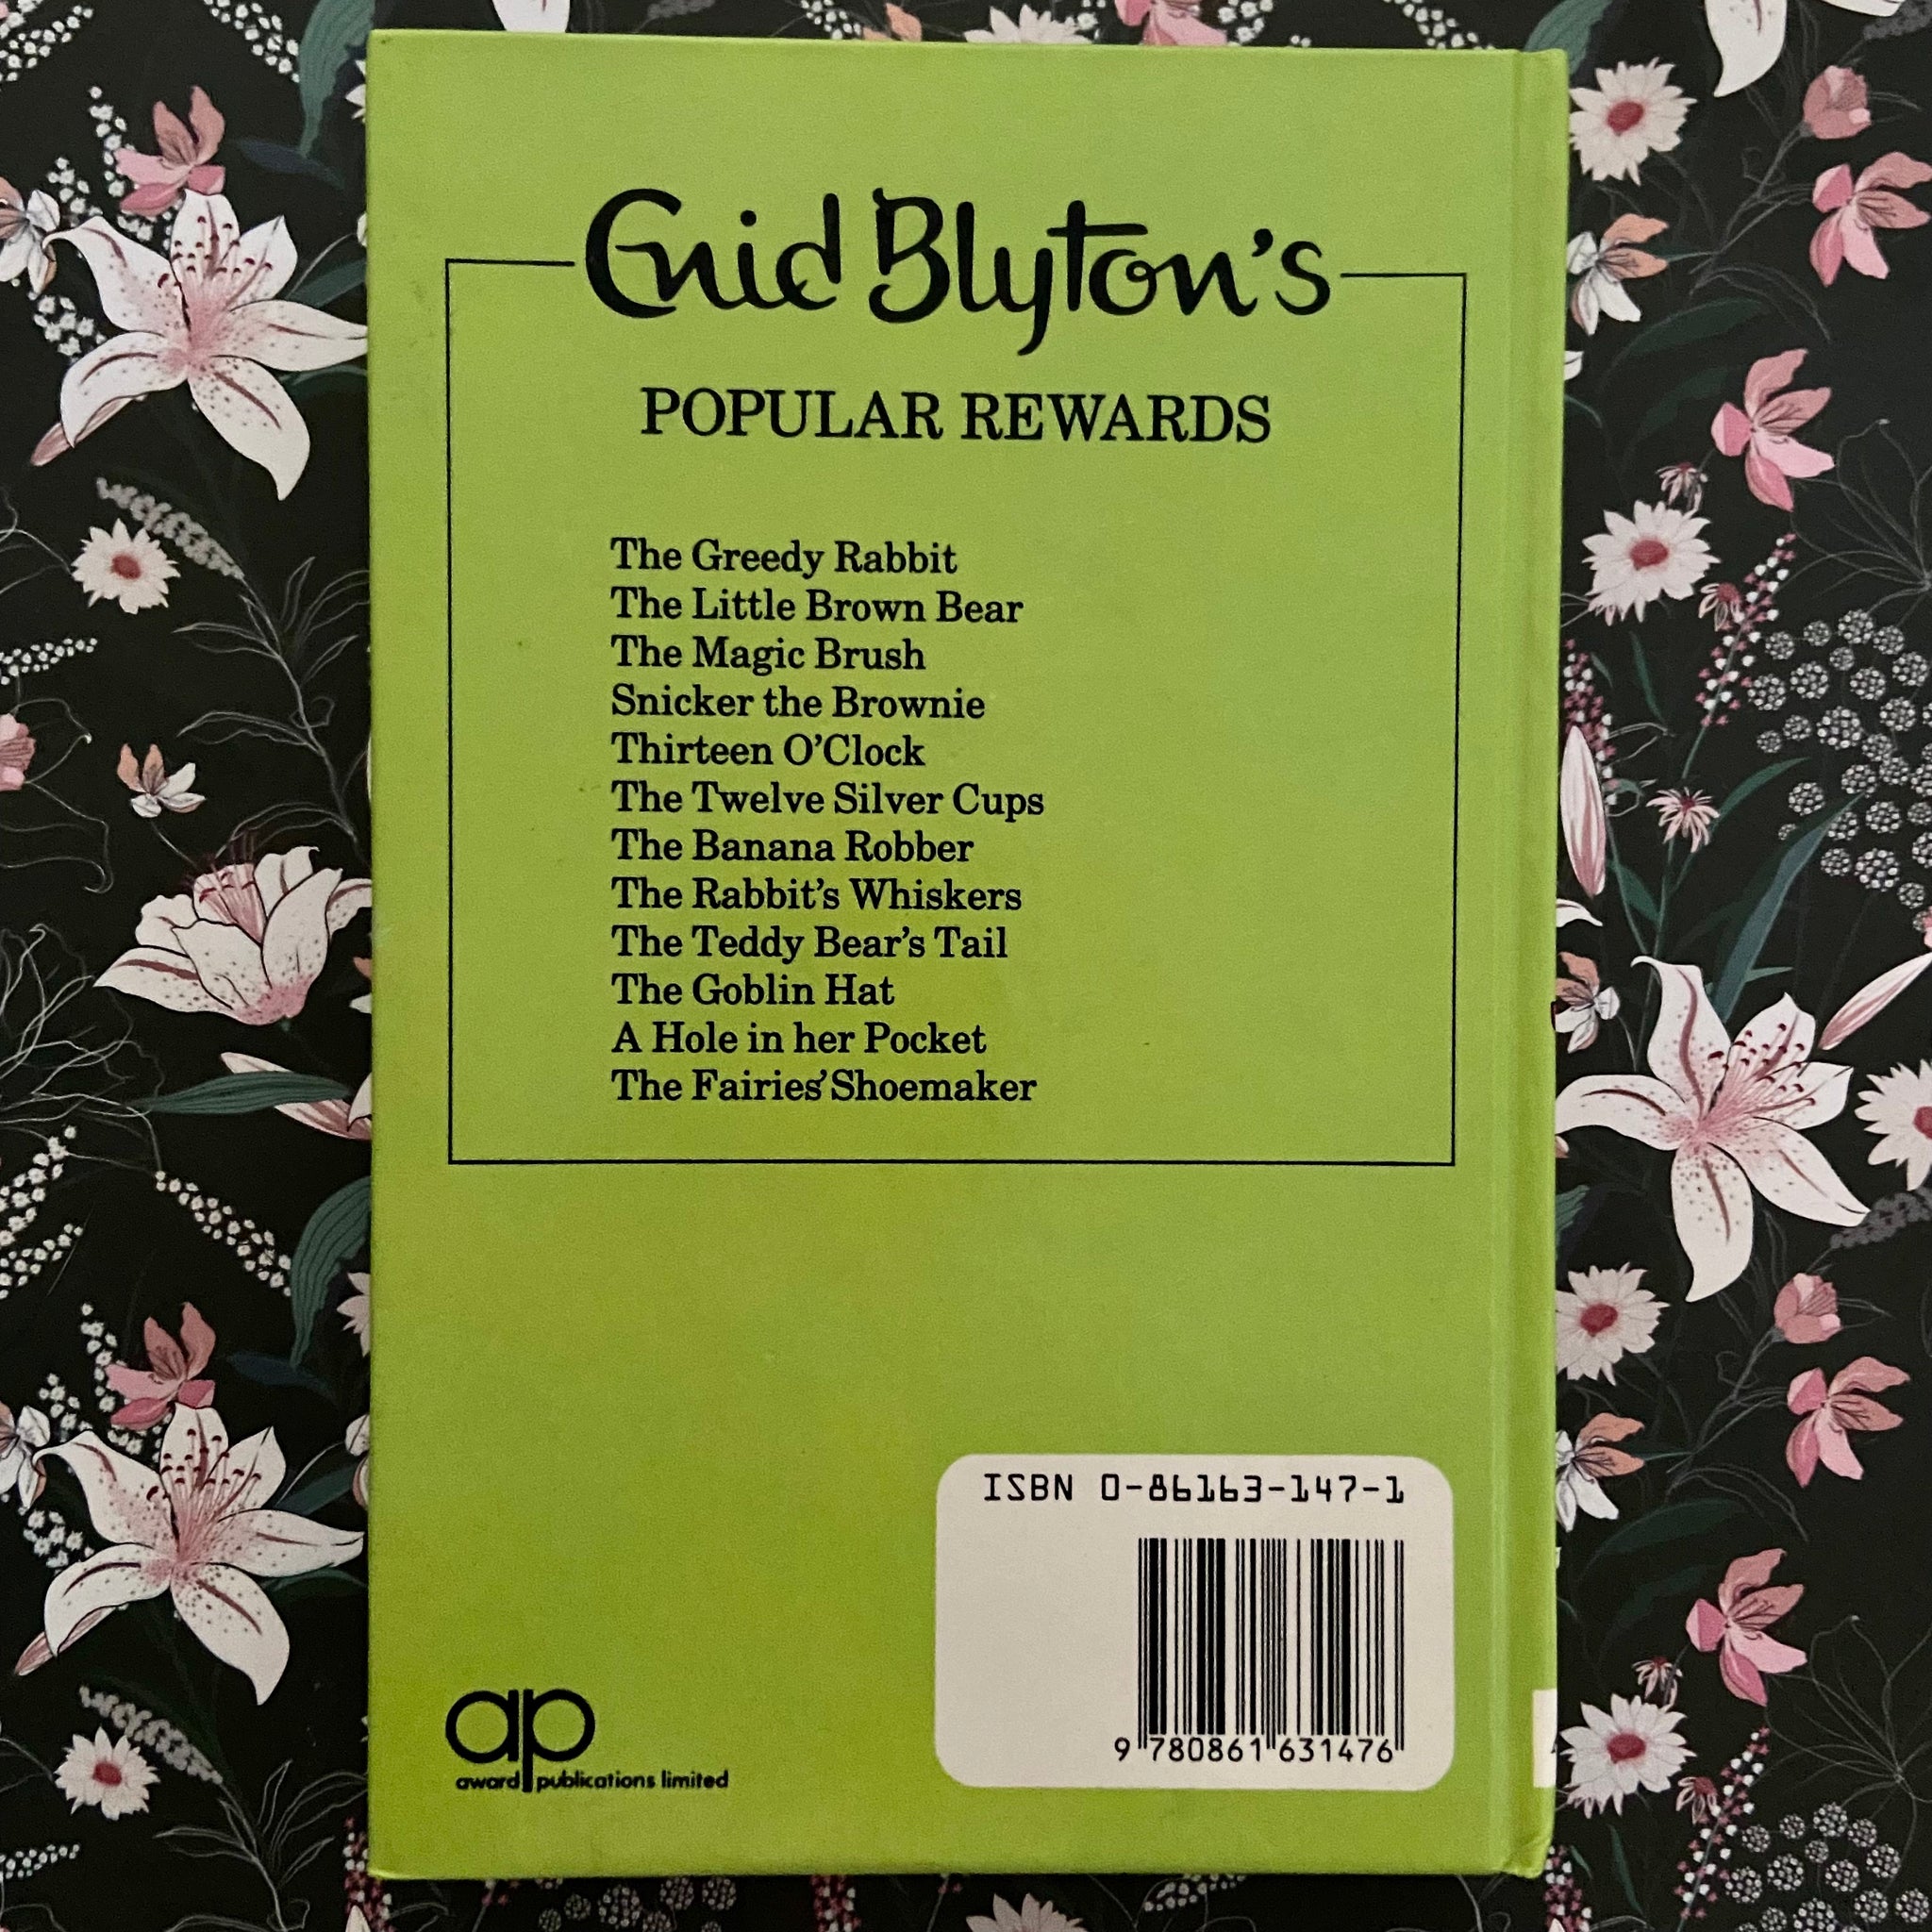 Enid Blyton's
POPULAR REWARDS
The Greedy Rabbit
The Little Brown Bear
The Magic Brush
Snicker the Brownie
Thirteen O'Clock
The Twelve Silver Cups
The Banana Robber
The Rabbit's Whiskers
The Teddy Bear's Tail
The Goblin Hat
A Hole in her Pocket
The Fairies' Shoemaker
ISBN 0-86163-147-1
9 780861 631476
ap
award publications limited